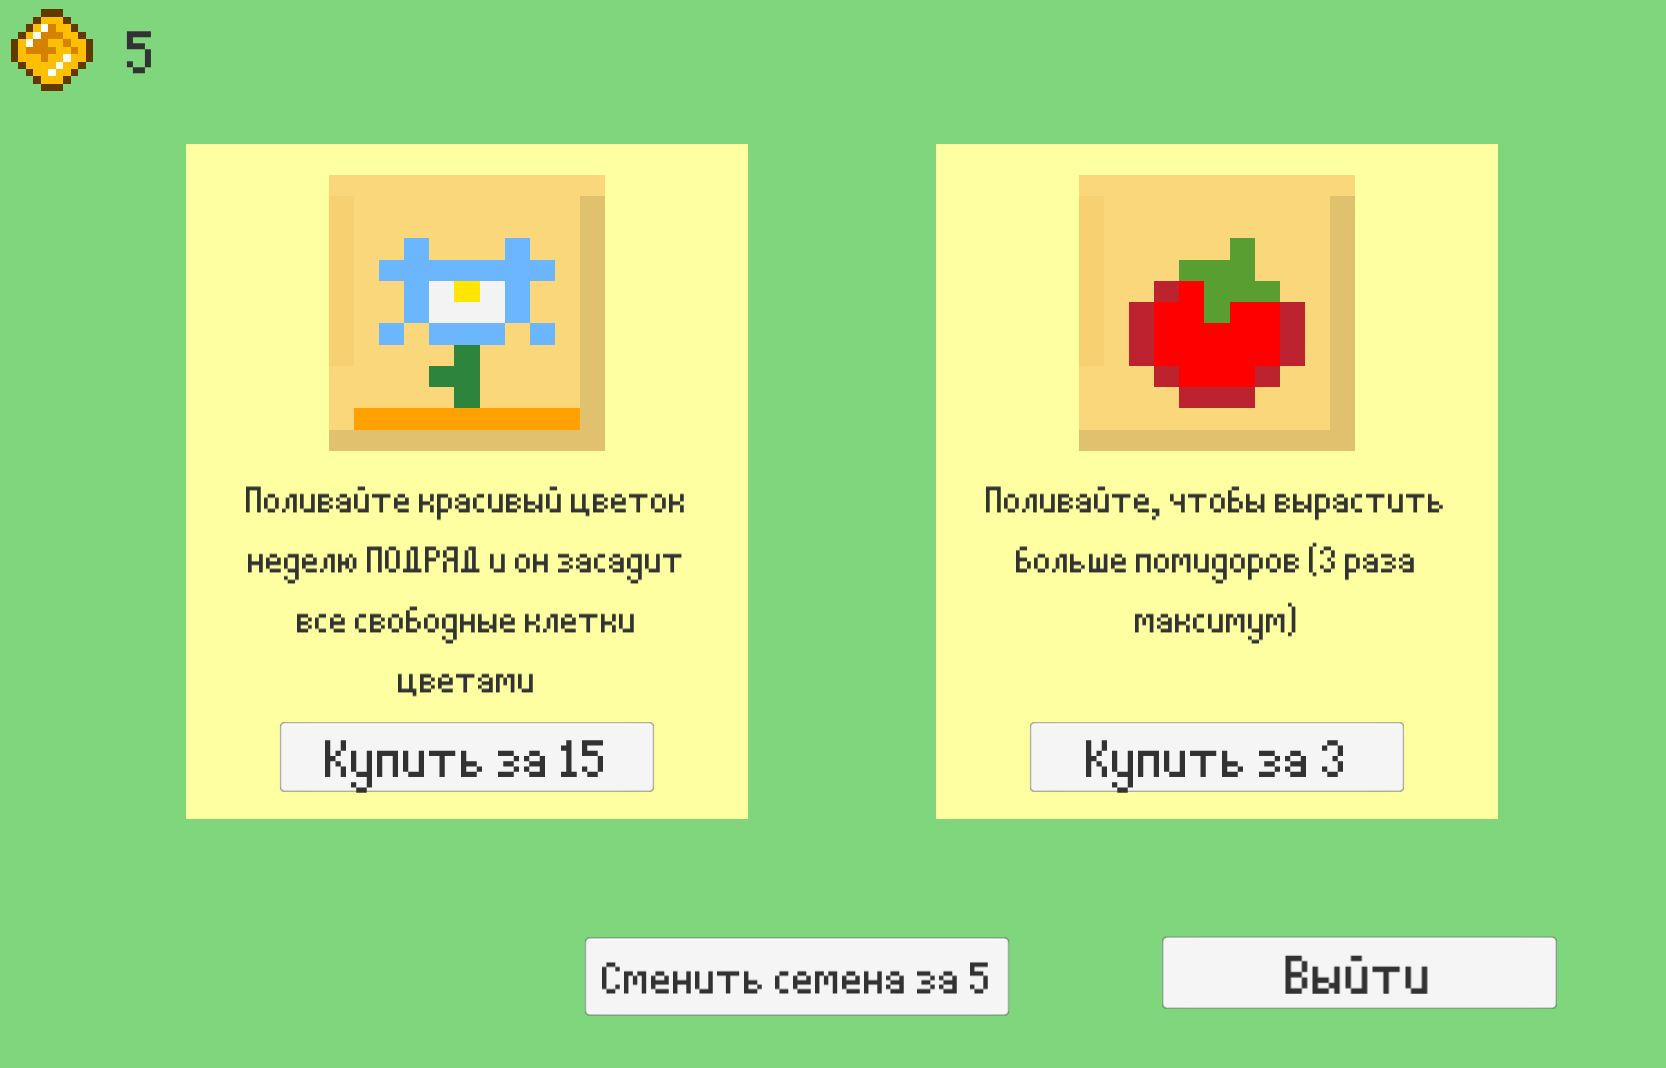 5
Поливайте красивый цветок
неделю ПОДРЯД и он засадит
все свободные клетки
цветами
Купить за 15
Поливайте, чтобы вырастить
больше помидоров (3 раза
максимум)
Купить за 3
Сменить семена за 5
Выйти